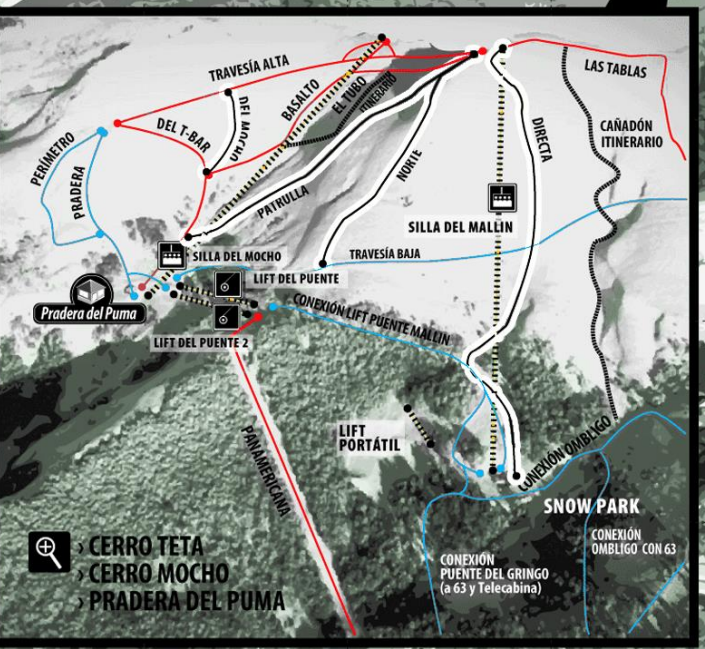 TRAVESÍA ALTA
BASALTO
EL TUBO
ITINERARIO
LAS TABLAS
DEL T-BAR
DEL MOCHO
CAÑADÓN
ITINERARIO
PERÍMETRO
PRADERA
NORTE
DIRECTA
PATRULLA
SILLA DEL MALLIN
SILLA DEL MOCHO
TRAVESÍA BAJA
LIFT DEL PUENTE
Pradera del Puma
CONEXIÓN LIFT PUENTE MALLIN
LIFT DEL PUENTE 2
LIFT
PORTÁTIL
PANAMERICANA
CONEXIÓN OMBLIGO
SNOW PARK
CONEXIÓN
OMBLIGO CON 63
CONEXIÓN
PUENTE DEL GRINGO
(a 63 y Telecabina)
› CERRO TETA
› CERRO MOCHO
› PRADERA DEL PUMA